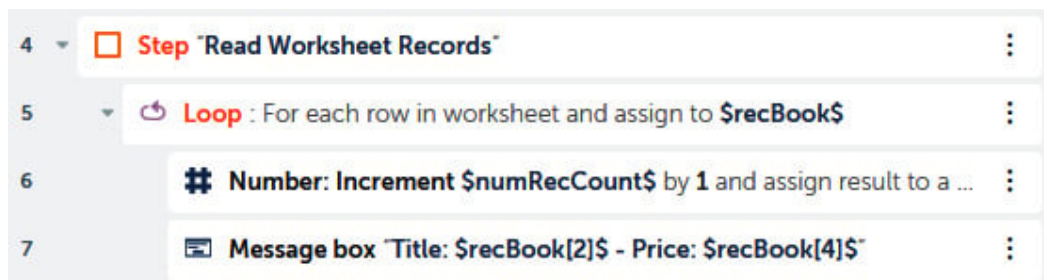 4 Step "Read Worksheet Records"
5 Loop : For each row in worksheet and assign to $recBook$
6 Number: Increment $numRecCount$ by 1 and assign result to a ...
7 Message box "Title: $recBook[2]$ - Price: $recBook[4]$"